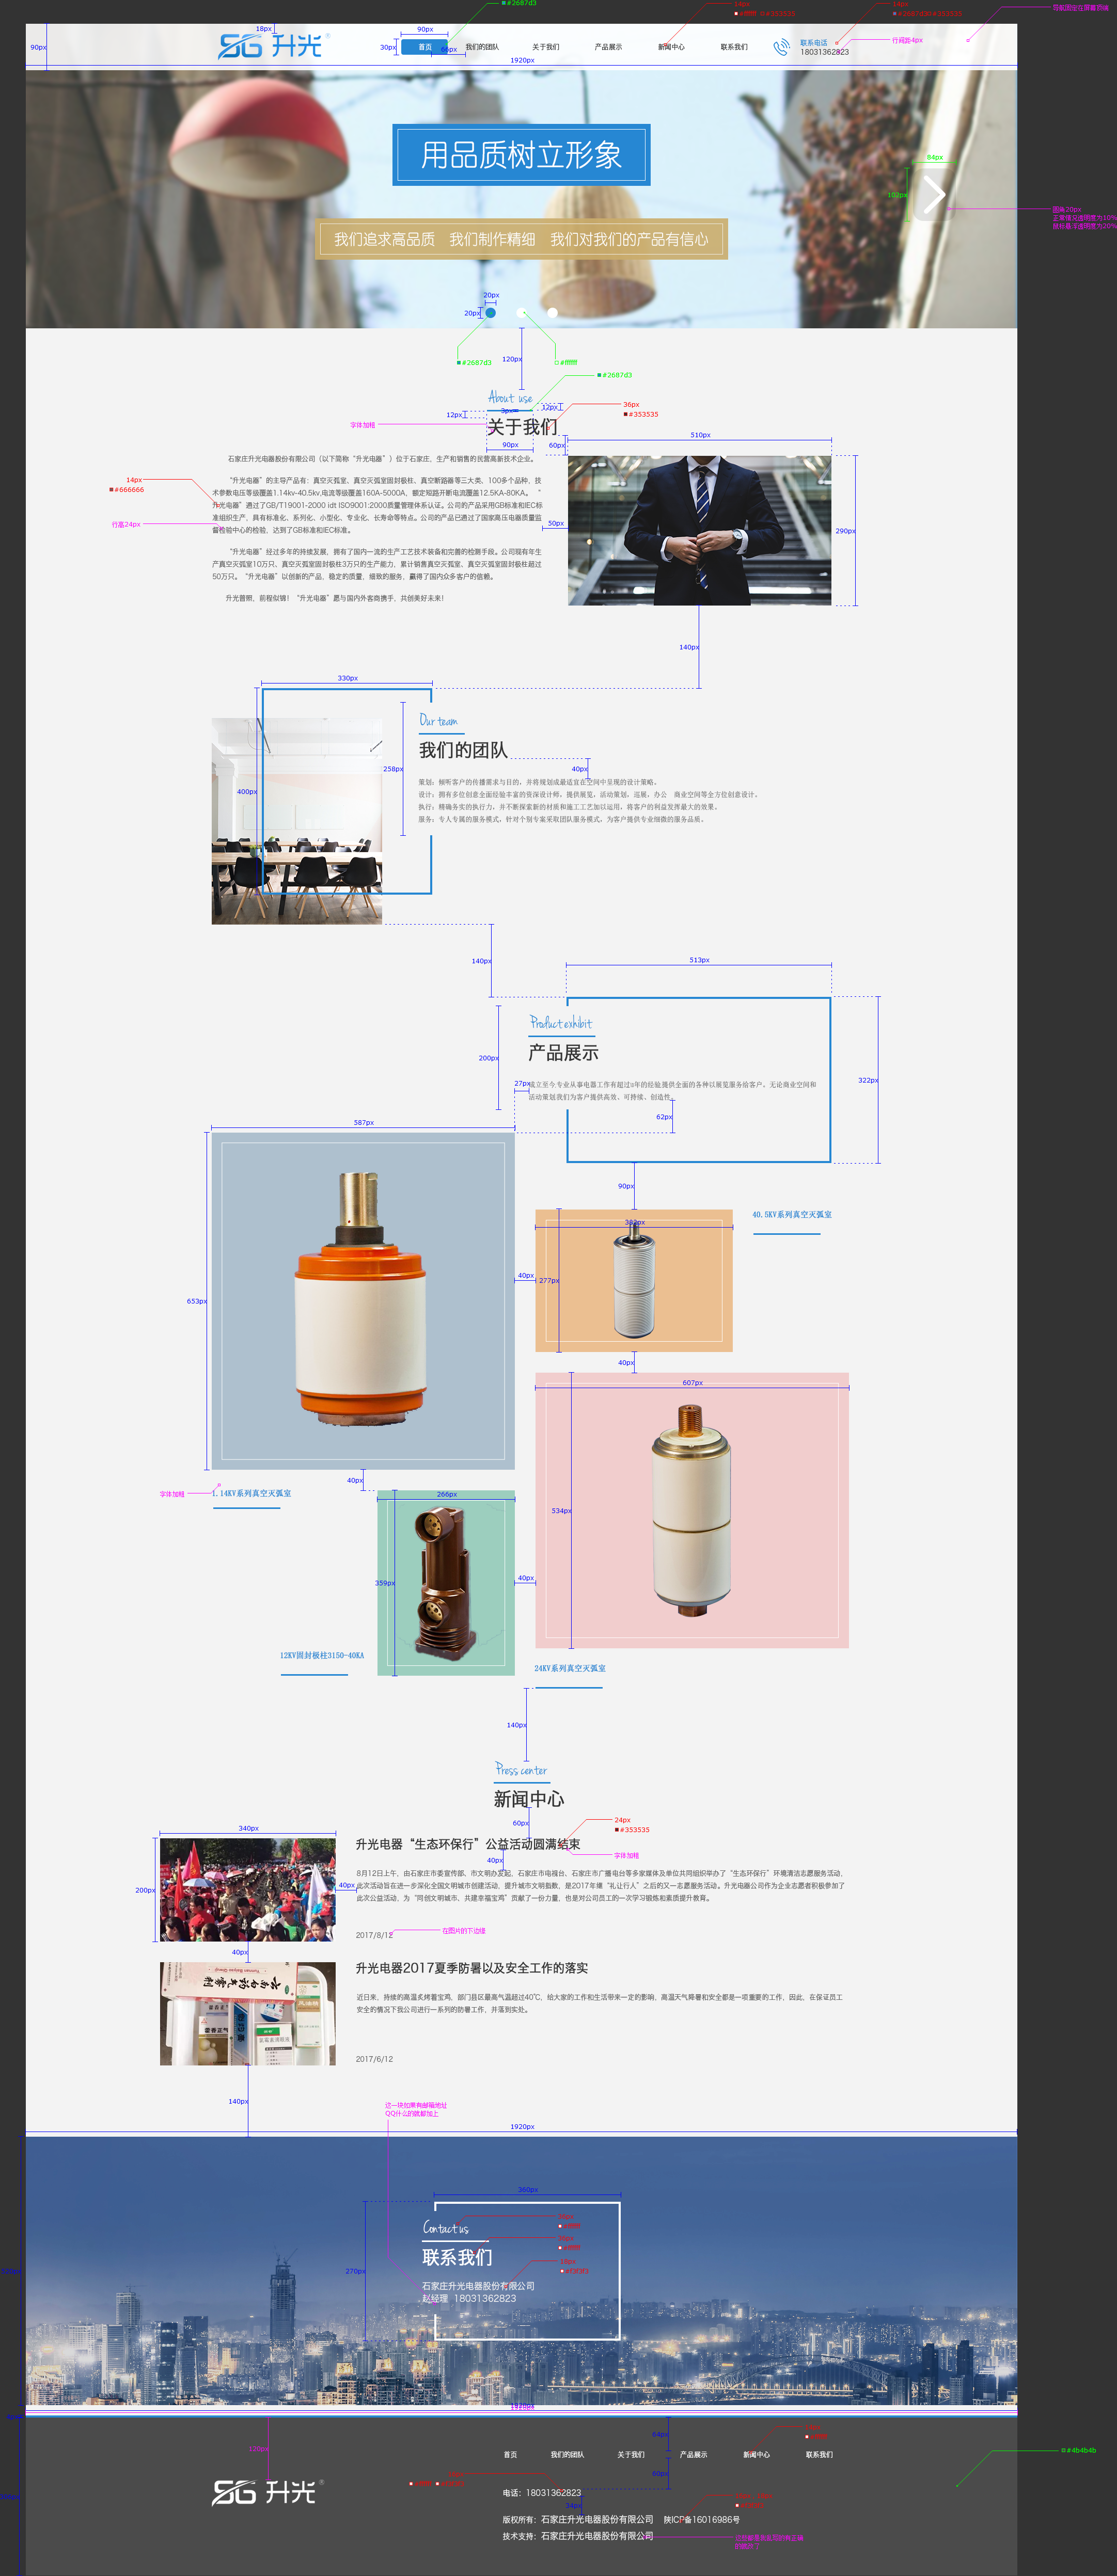 #2687d3
14px
#ffffff #353535
14px
#2687d3#353535
导航固定在屏幕顶端
18px
90px
90px
30px
66px
SG 升光®
首页
我们的团队
关于我们
产品展示
新闻中心
联系我们
联系电话
18031362823
行间距4px
1920px
用品质树立形象
我们追求高品质 我们制作精细 我们对我们的产品有信心
64px
102px
圆角20px
正常情况透明度为10%
鼠标悬浮透明度为20%
20px
20px
#2687d3
#ffffff
120px
#2687d3
About use
12px
3px
12px
36px
#353535
字体加粗
关于我们
90px
60px
510px
石家庄升光电器股份有限公司（以下简称“升光电器”）位于石家庄，生产和销售的民营高新技术企业。
14px
#666666
“升光电器”的主导产品有：真空灭弧室、真空灭弧室固封极柱、真空断路器等三大类、100多个品种，技
术参数电压等级覆盖1.14kv-40.5kv,电流等级覆盖160A-5000A，额定短路开断电流覆盖12.5KA-80KA。 “
升光电器”通过了GB/T19001-2000 idt ISO9001:2000质量管理体系认证。公司的产品采用GB标准和IEC标
准组织生产，具有标准化、系列化、小型化、专业化、长寿命等特点。公司的产品已通过了国家高压电器质量监
督检验中心的检验，达到了GB标准和IEC标准。
行高24px
50px
290px
“升光电器”经过多年的持续发展，拥有了国内一流的生产工艺技术装备和完善的检测手段。公司现有年生
产真空灭弧室10万只、真空灭弧室固封极柱3万只的生产能力，累计销售真空灭弧室、真空灭弧室固封极柱超过
50万只。“升光电器”以创新的产品，稳定的质量，细致的服务，赢得了国内众多客户的信赖。
升光普照，前程似锦！“升光电器”愿与国内外客商携手，共创美好未来！
140px
330px
Our team
我们的团队
258px
400px
40px
策划：倾听客户的传播需求与目的，并将规划成最适宜在空间中呈现的设计策略。
设计：拥有多位创意全面经验丰富的资深设计师，提供展览，活动策划，巡展，办公 商业空间等全方位创意设计。
执行：精确务实的执行力，并不断探索新的材质和施工工艺加以运用，将客户的利益发挥最大的效果。
服务：专人专属的服务模式，针对个别专案采取团队服务模式，为客户提供专业细微的服务品质。
140px
513px
Product exhibit
产品展示
200px
322px
27px
成立至今,专业从事电器工作有超过n年的经验,提供全面的各种以展览服务给客户。无论商业空间和
活动策划,我们为客户提供高效、可持续、创造性。
62px
587px
90px
382px
40.5KV系列真空灭弧室
40px
277px
653px
40px
607px
40px
字体加粗
1.14KV系列真空灭弧室
266px
534px
359px
40px
12KV固封极柱3150-40KA
24KV系列真空灭弧室
140px
Press center
新闻中心
60px
24px
#353535
340px
升光电器“生态环保行”公益活动圆满结束
字体加粗
40px
200px
40px
8月12日上午，由石家庄市委宣传部、市文明办发起，石家庄市电视台、石家庄市广播电台等多家媒体及单位共同组织举办了“生态环保行”环境清洁志愿服务活动，
此次活动旨在进一步深化全国文明城市创建活动，提升城市文明指数，是2017年继“礼让行人”之后的又一志愿服务活动。升光电器公司作为企业志愿者积极参加了
此次公益活动，为“同创文明城市、共建幸福宝鸡”贡献了一份力量，也是对公司员工的一次学习锻炼和素质提升教育。
2017/8/12
在图片的下边缘
40px
升光电器2017夏季防暑以及安全工作的落实
近日来，持续的高温炙烤着宝鸡，部门县区最高气温超过40℃，给大家的工作和生活带来一定的影响，高温天气降暑和安全都是一项重要的工作，因此，在保证员工
安全的情况下我公司进行一系列的防暑工作，并落到实处。
2017/6/12
140px
这一块如果有邮箱地址
QQ什么的就都加上
1920px
360px
Contact us
联系我们
18px
#f3f3f3
270px
石家庄升光电器股份有限公司
赵经理 18031362823
1920px
64px
首页
我们的团队
关于我们
产品展示
新闻中心
联系我们
#4b4b4b
120px
60px
SG 升光®
电话：18031362823
34px
版权所有：石家庄升光电器股份有限公司 陕ICP备16016986号
技术支持：石家庄升光电器股份有限公司